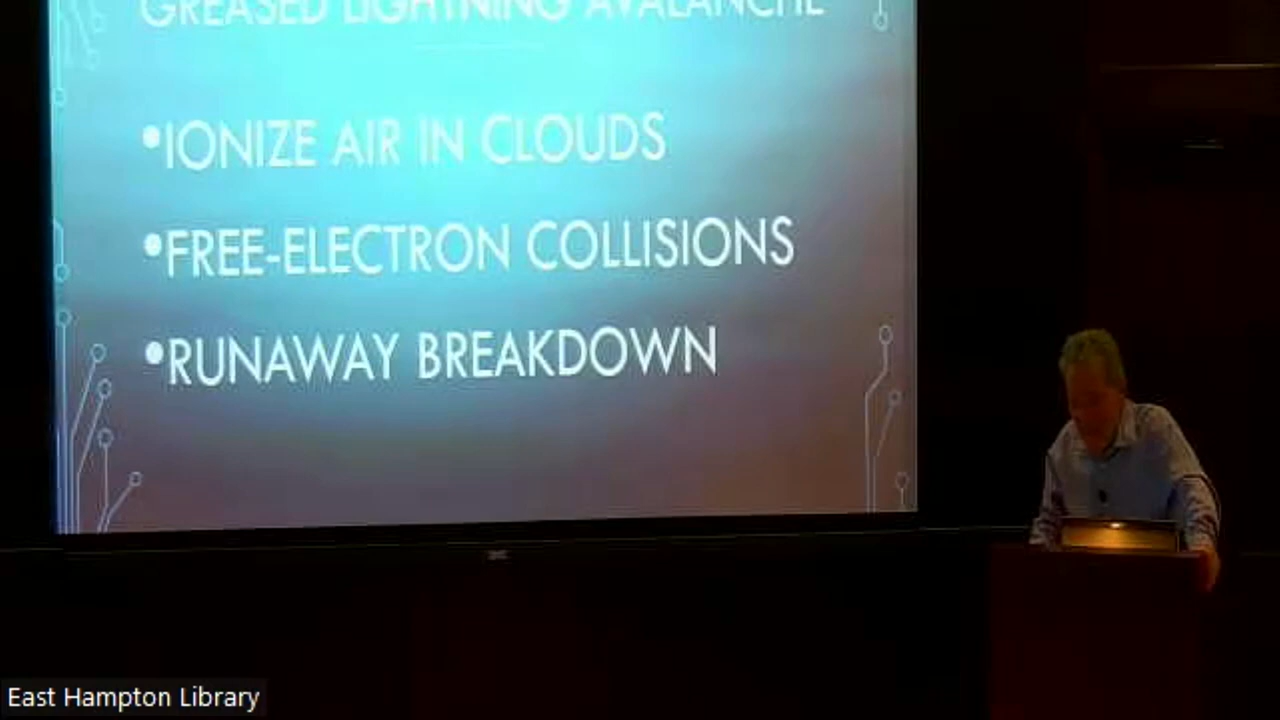 GREASED LIGHTNING AVALANCHE
•IONIZE AIR IN CLOUDS
•FREE-ELECTRON COLLISIONS
•RUNAWAY BREAKDOWN
East Hampton Library